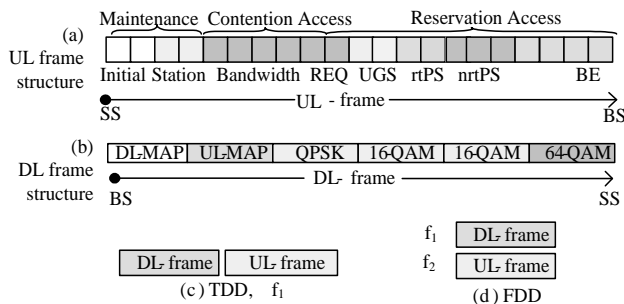 Maintenance Contention Access Reservation Access
(a)
UL frame
structure
Initial Station Bandwidth REQ UGS rtPS nrtPS BE
SS UL - frame BS
(b)
DL frame
structure
DL-MAP UL-MAP QPSK 16-QAM 16-QAM 64-QAM
BS DL- frame SS
DL-frame UL-frame
(c) TDD, f1
f1 DL-frame
f2 UL-frame
(d) FDD